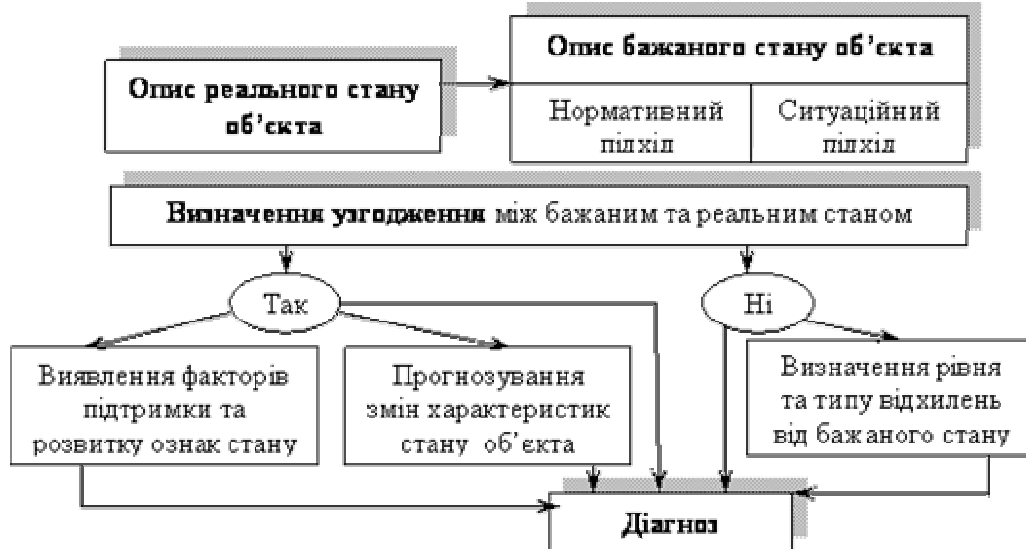 Опис реального стану
об’єкта
Опис бажаного стану об’єкта
Нормативний
підхід
Ситуаційний
підхід
Визначення узгодження між бажаним та реальним станом
Так
Ні
Виявлення факторів
підтримки та
розвитку ознак стану
Прогнозування
змін характеристик
стану об’єкта
Визначення рівня
та типу відхилень
від бажаного стану
Діагноз